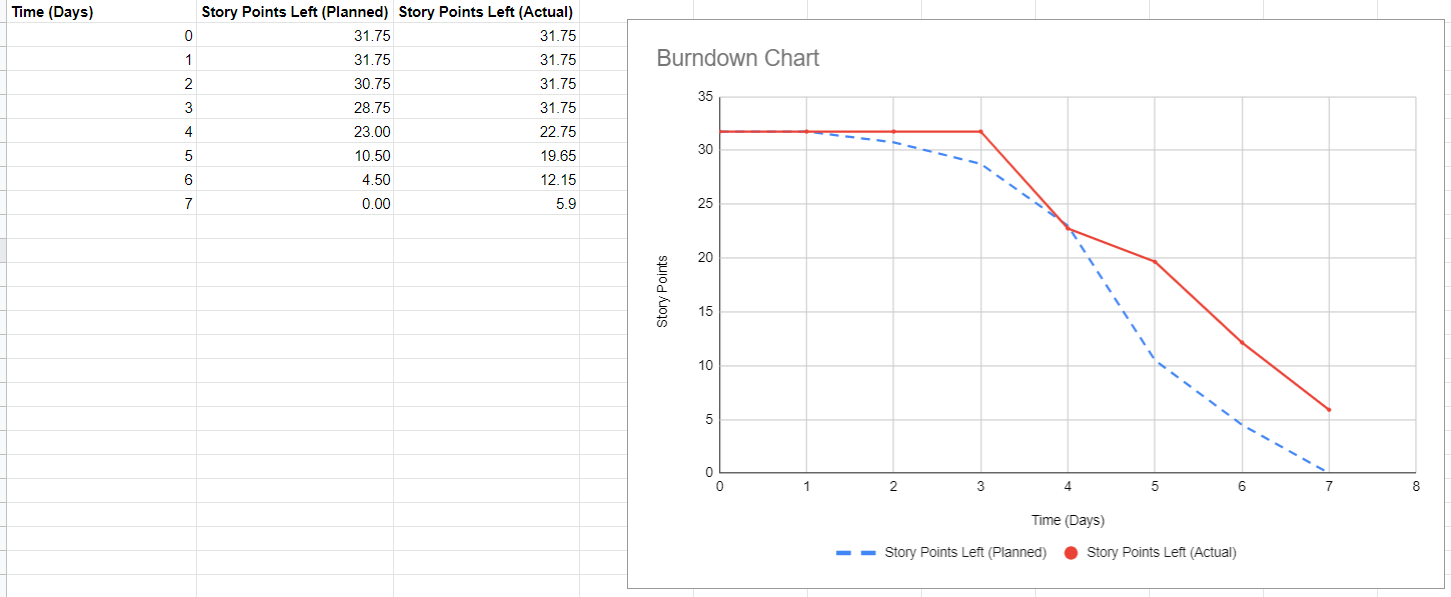 Time (Days) Story Points Left (Planned) Story Points Left (Actual)
0 31.75 31.75
1 31.75 31.75
2 30.75 31.75
3 28.75 31.75
4 23.00 22.75
5 10.50 19.65
6 4.50 12.15
7 0.00 5.9
Burndown Chart
35
30
25
20
15
10
5
0
Story Points
0 1 2 3 4 5 6 7 8
Time (Days)
Story Points Left (Planned) Story Points Left (Actual)